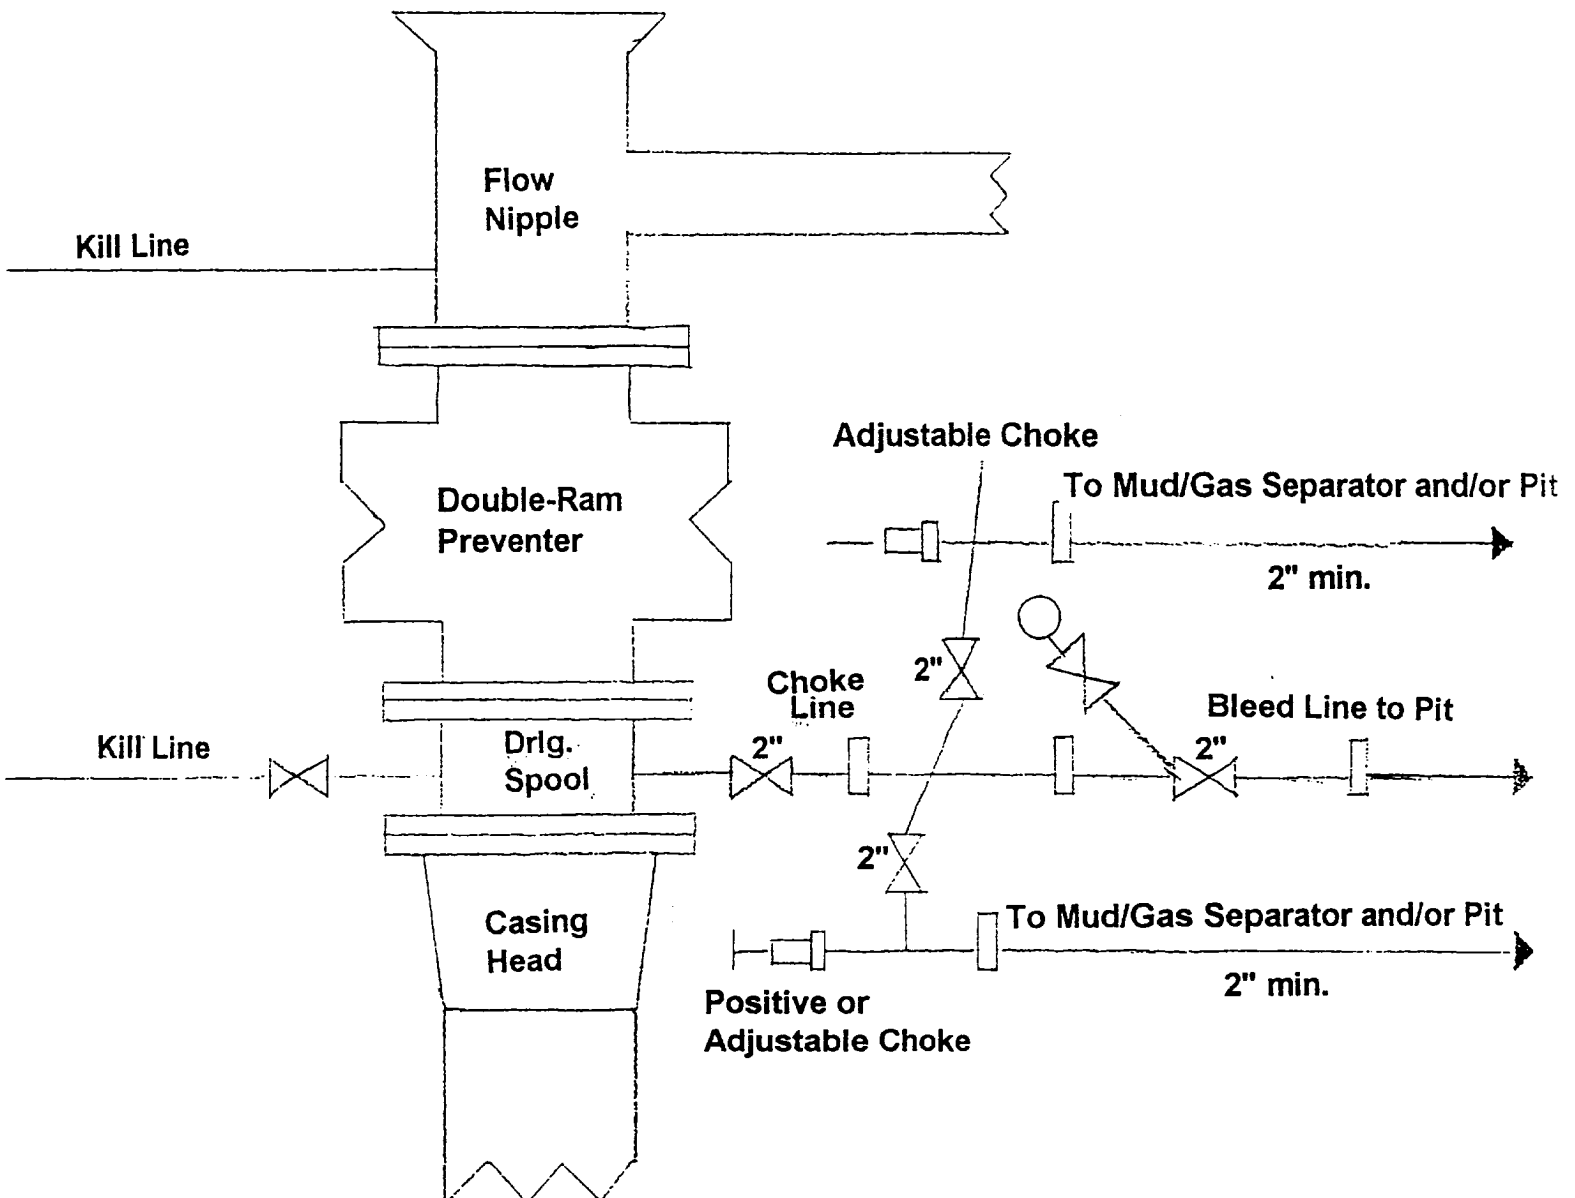 Flow
Nipple
Kill Line
Adjustable Choke
To Mud/Gas Separator and/or Pit
Double-Ram
Preventer
2" min.
2"
Choke
Line
Bleed Line to Pit
Kill Line
Drlg.
Spool
2"
2"
2"
To Mud/Gas Separator and/or Pit
Casing
Head
2" min.
Positive or
Adjustable Choke